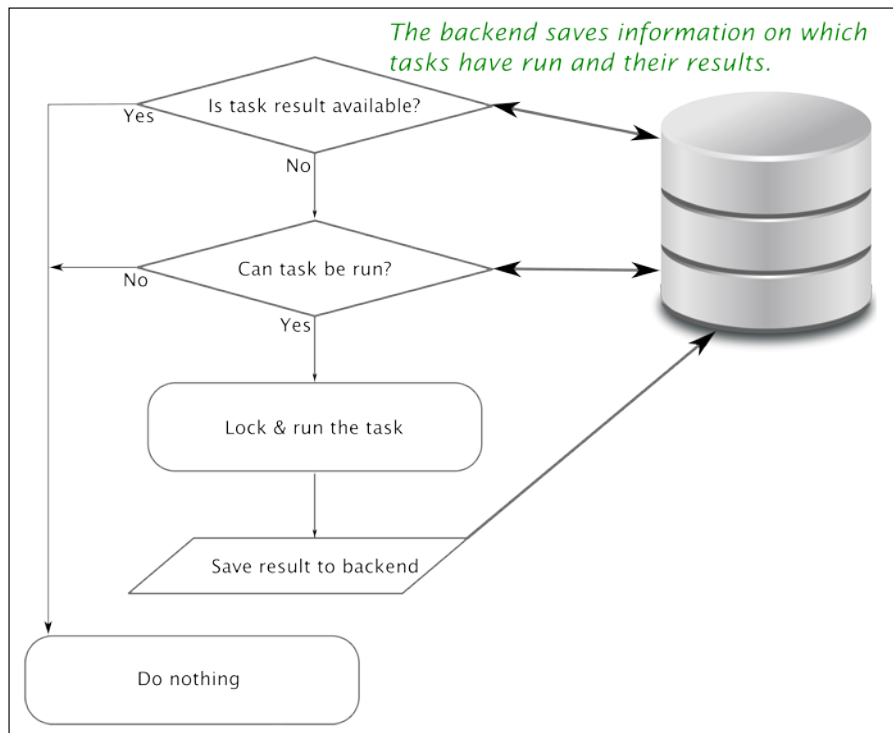 The backend saves information on which
tasks have run and their results.
Is task result available?
Yes
No
Can task be run?
No
Yes
Lock & run the task
Save result to backend
Do nothing